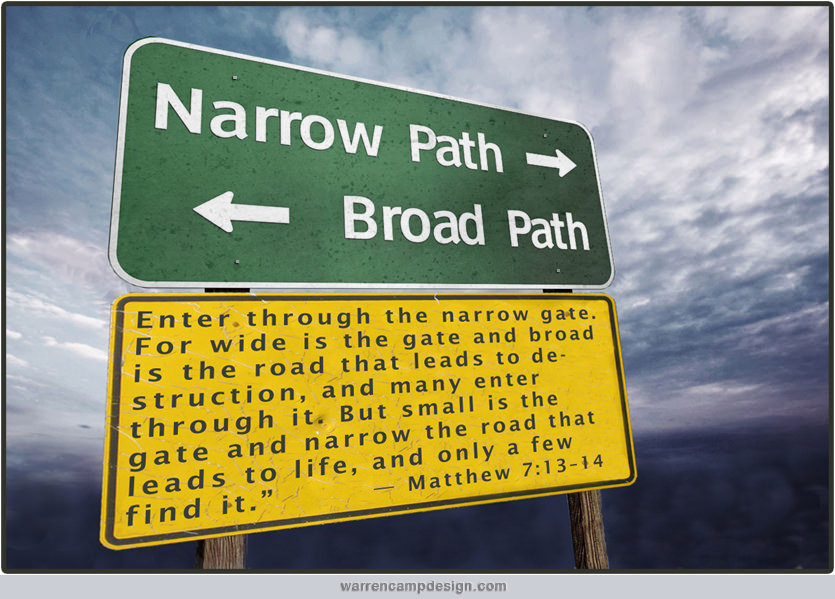 Narrow Path →
← Broad Path
Enter through the narrow gate.
For wide is the gate and broad
is the road that leads to de-
struction, and many enter
through it. But small is the
gate and narrow the road that
leads to life, and only a few
find it.” — Matthew 7:13–14
warrencampdesign.com